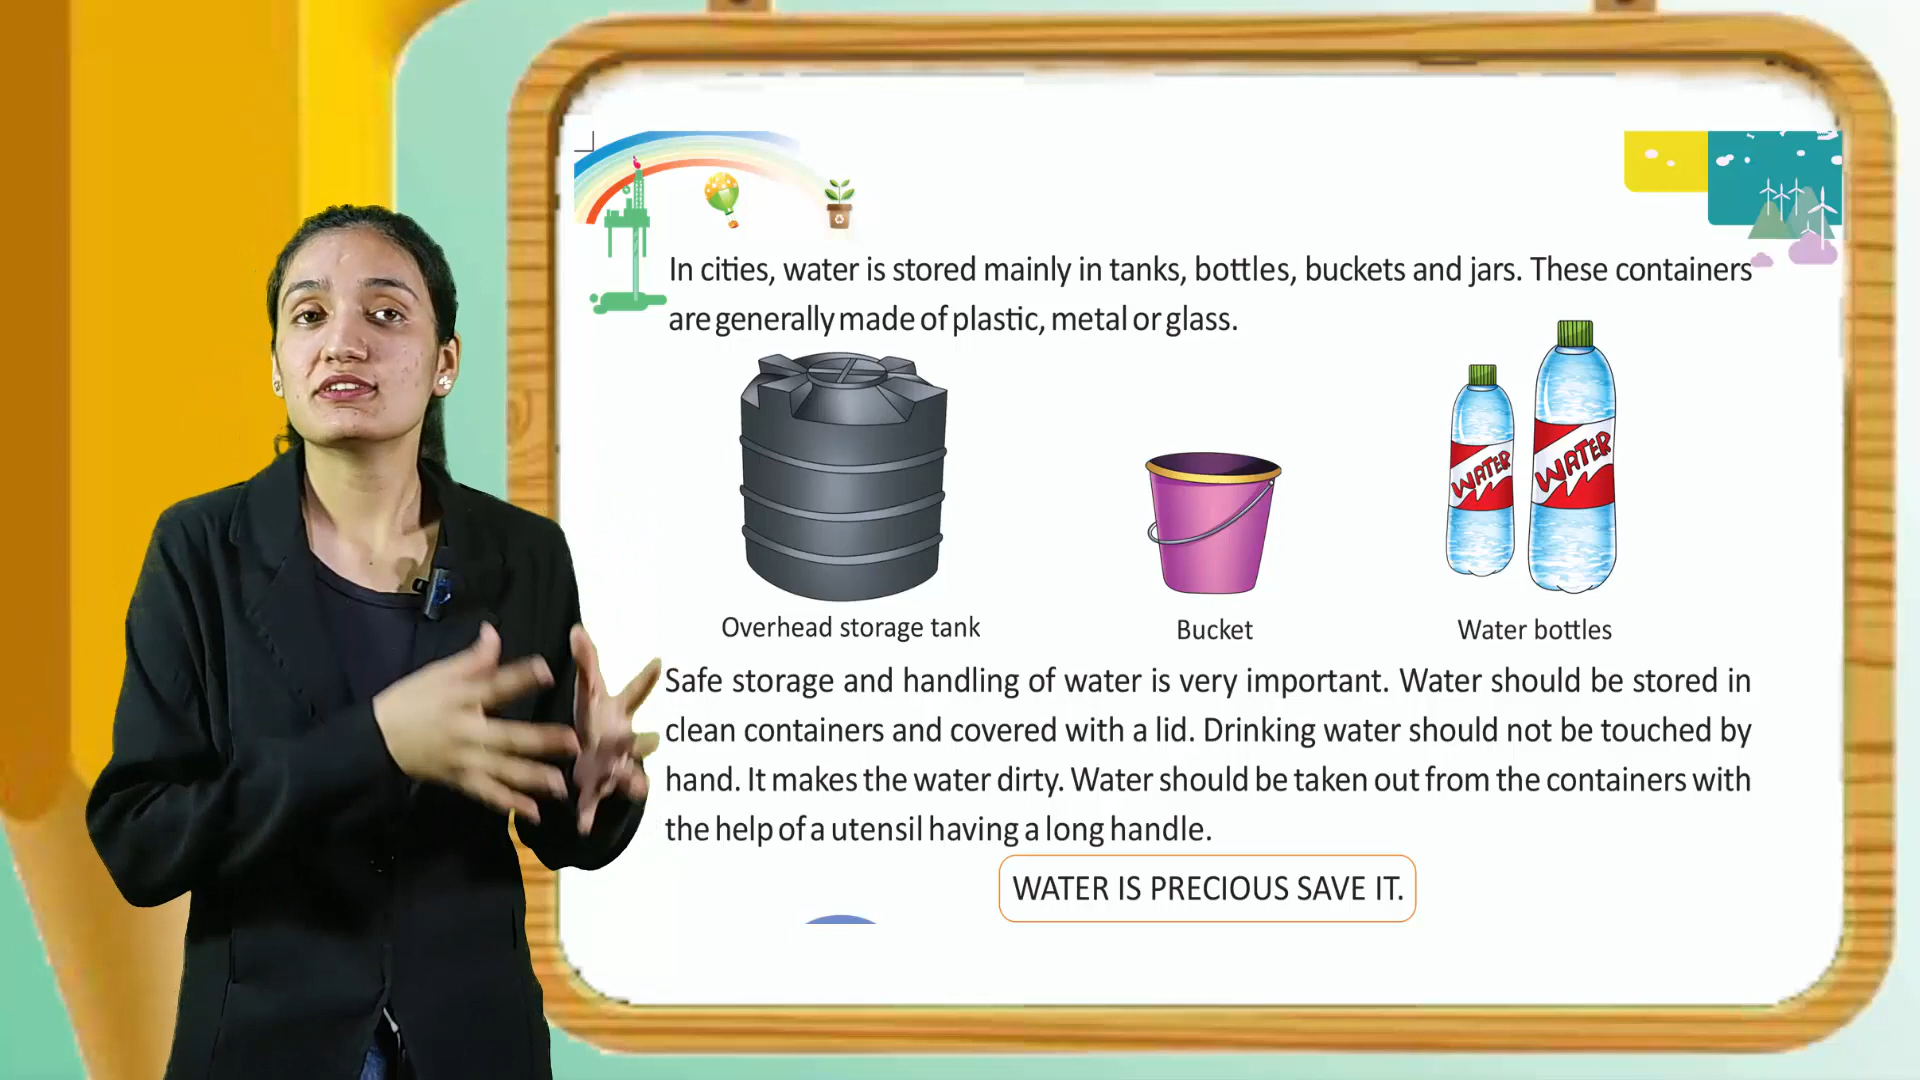 In cities, water is stored mainly in tanks, bottles, buckets and jars. These containers
are generally made of plastic, metal or glass.
WATER
WATER
Overhead storage tank
Bucket
Water bottles
Safe storage and handling of water is very important. Water should be stored in
clean containers and covered with a lid. Drinking water should not be touched by
hand. It makes the water dirty. Water should be taken out from the containers with
the help of a utensil having a long handle.
WATER IS PRECIOUS SAVE IT.